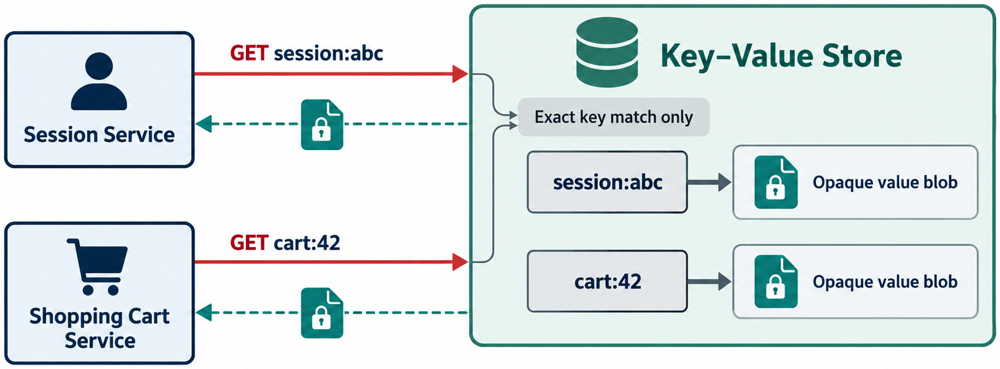 GET session:abc
Session Service
GET cart:42
Shopping Cart
Service
Key–Value Store
Exact key match only
session:abc
Opaque value blob
cart:42
Opaque value blob